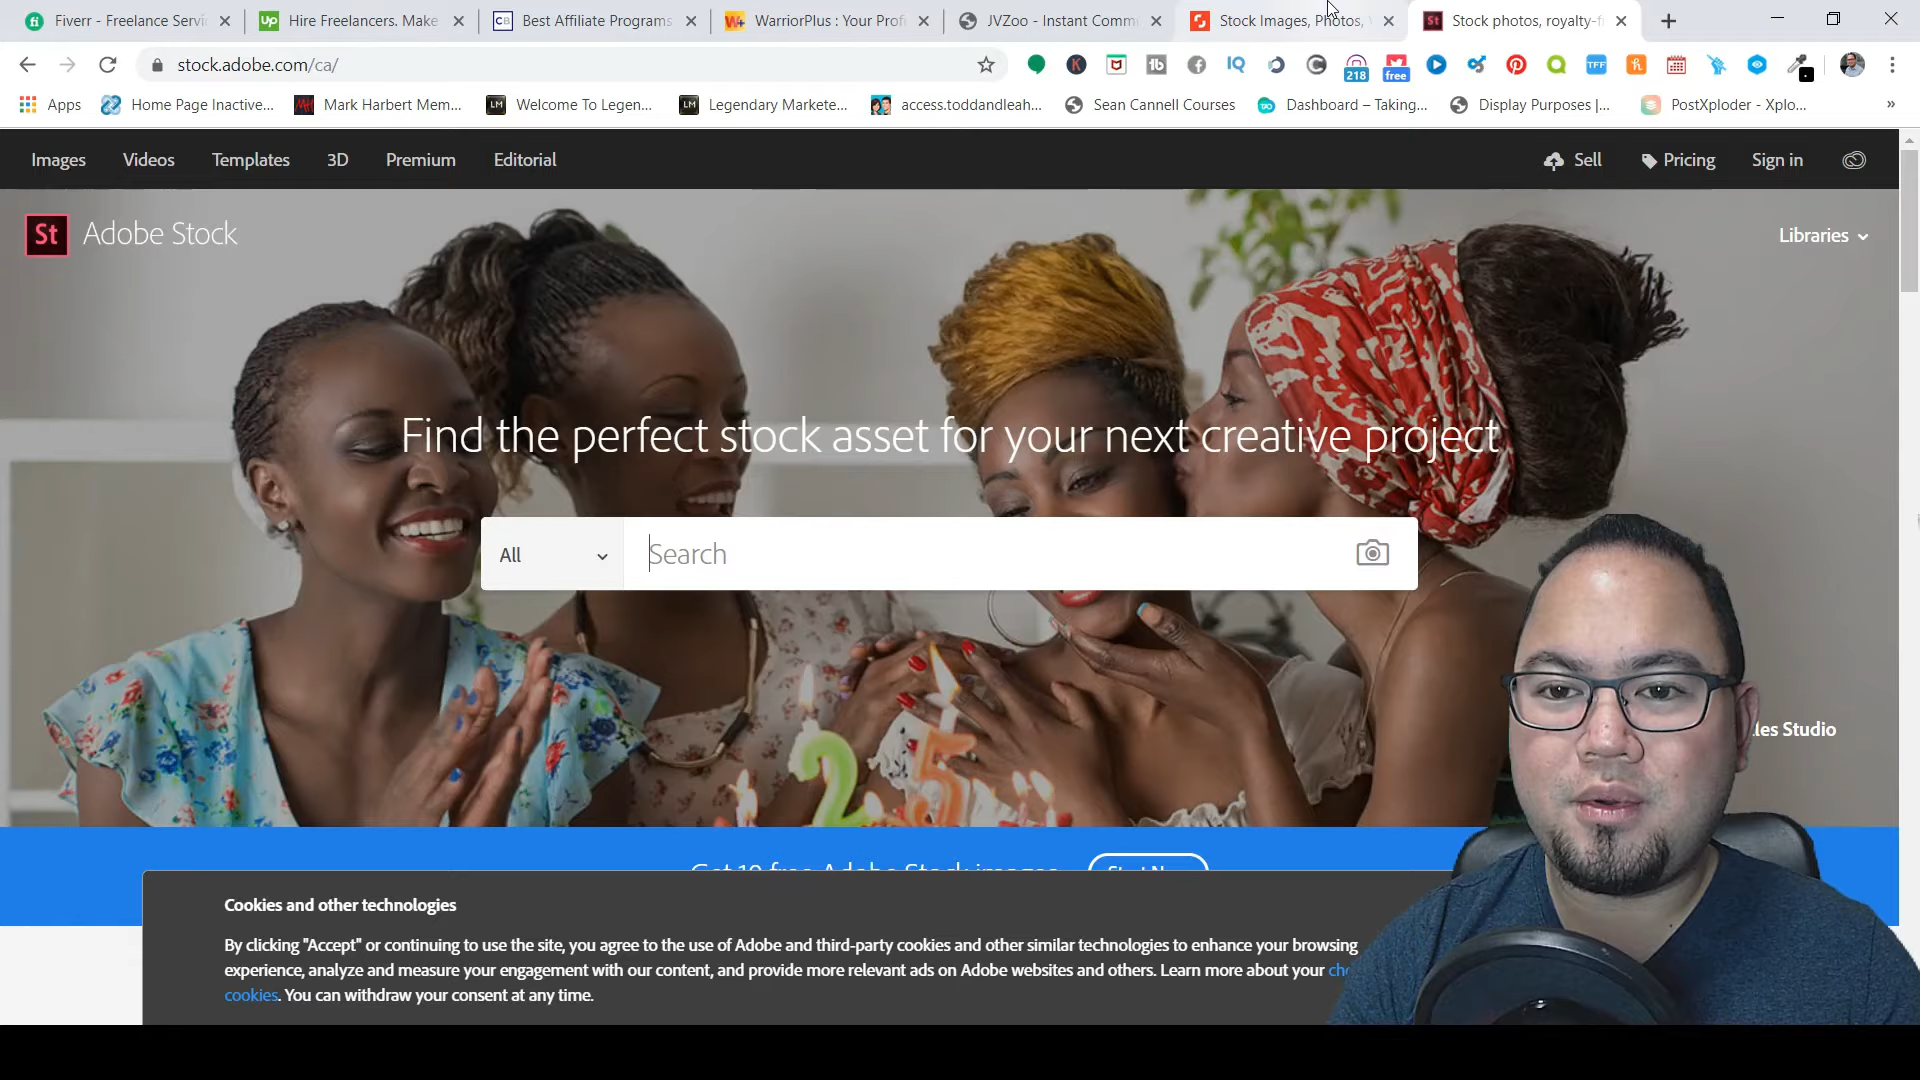 Fiverr - Freelance Servi
Hire Freelancers. Make
Best Affiliate Programs
WarriorPlus : Your Prof
JVZoo - Instant Comm
Stock Images, Photos,
Stock photos, royalty-f
stock.adobe.com/ca/
218
free
TFF
Apps
Home Page Inactive...
Mark Harbert Mem...
Welcome To Legen...
Legendary Markete...
access.toddandleah...
Sean Cannell Courses
Dashboard – Taking...
Display Purposes |...
PostXploder - Xplo...
Images Videos Templates 3D Premium Editorial
Sell Pricing Sign in
St Adobe Stock
Libraries
Find the perfect stock asset for your next creative project
All Search
les Studio
Get 10 free Adobe Stock images
Cookies and other technologies
By clicking "Accept" or continuing to use the site, you agree to the use of Adobe and third-party cookies and other similar technologies to enhance your browsing
experience, analyze and measure your engagement with our content, and provide more relevant ads on Adobe websites and others. Learn more about your
cookies. You can withdraw your consent at any time.